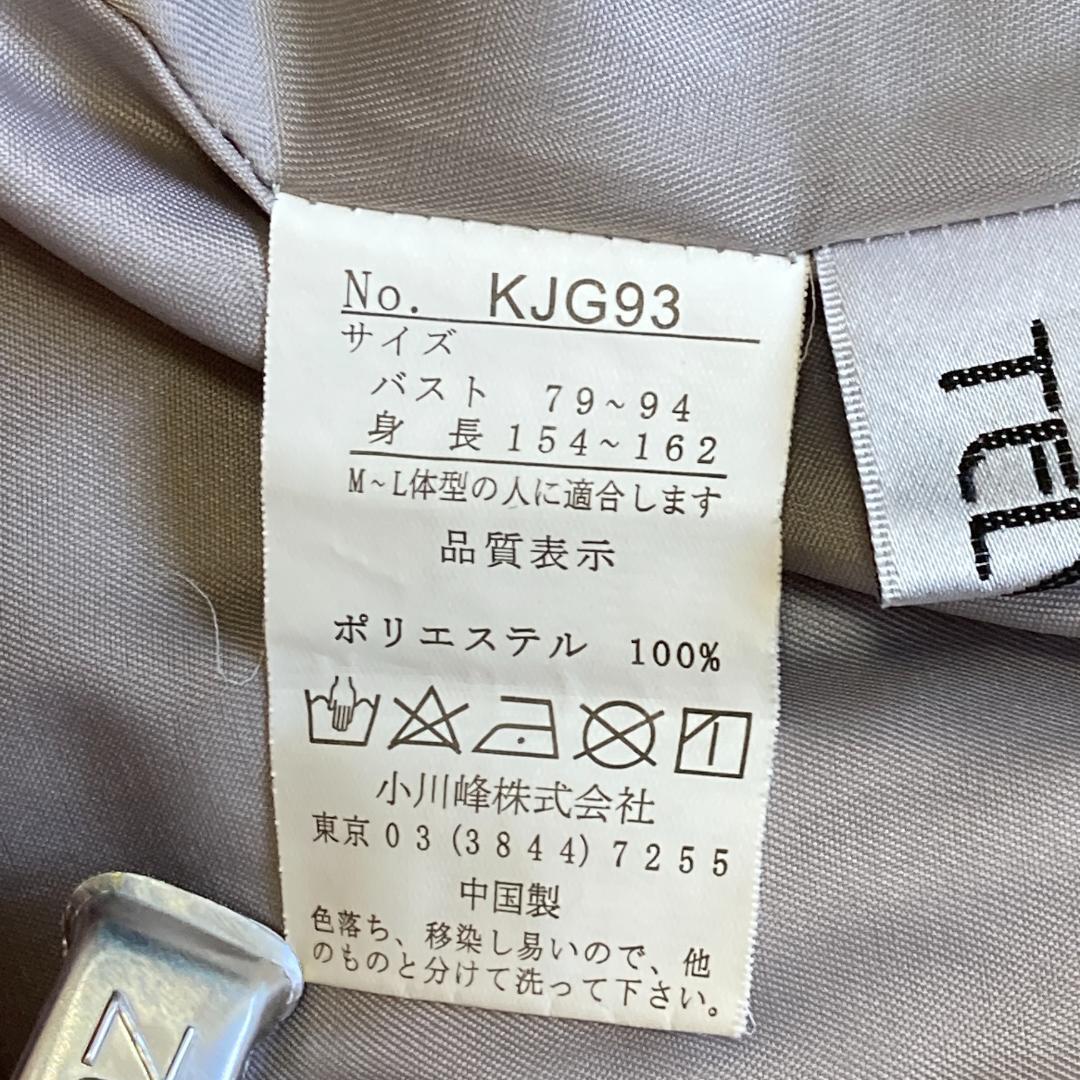 No. KJG93
サイズ
バスト 79~94
身 長 154~162
M~L体型の人に適合します
品質表示
ポリエステル 100%
小川峰株式会社
東京03(3844)7255
中国製
色落ち、移染し易いので、他
のものと分けて洗って下さい。